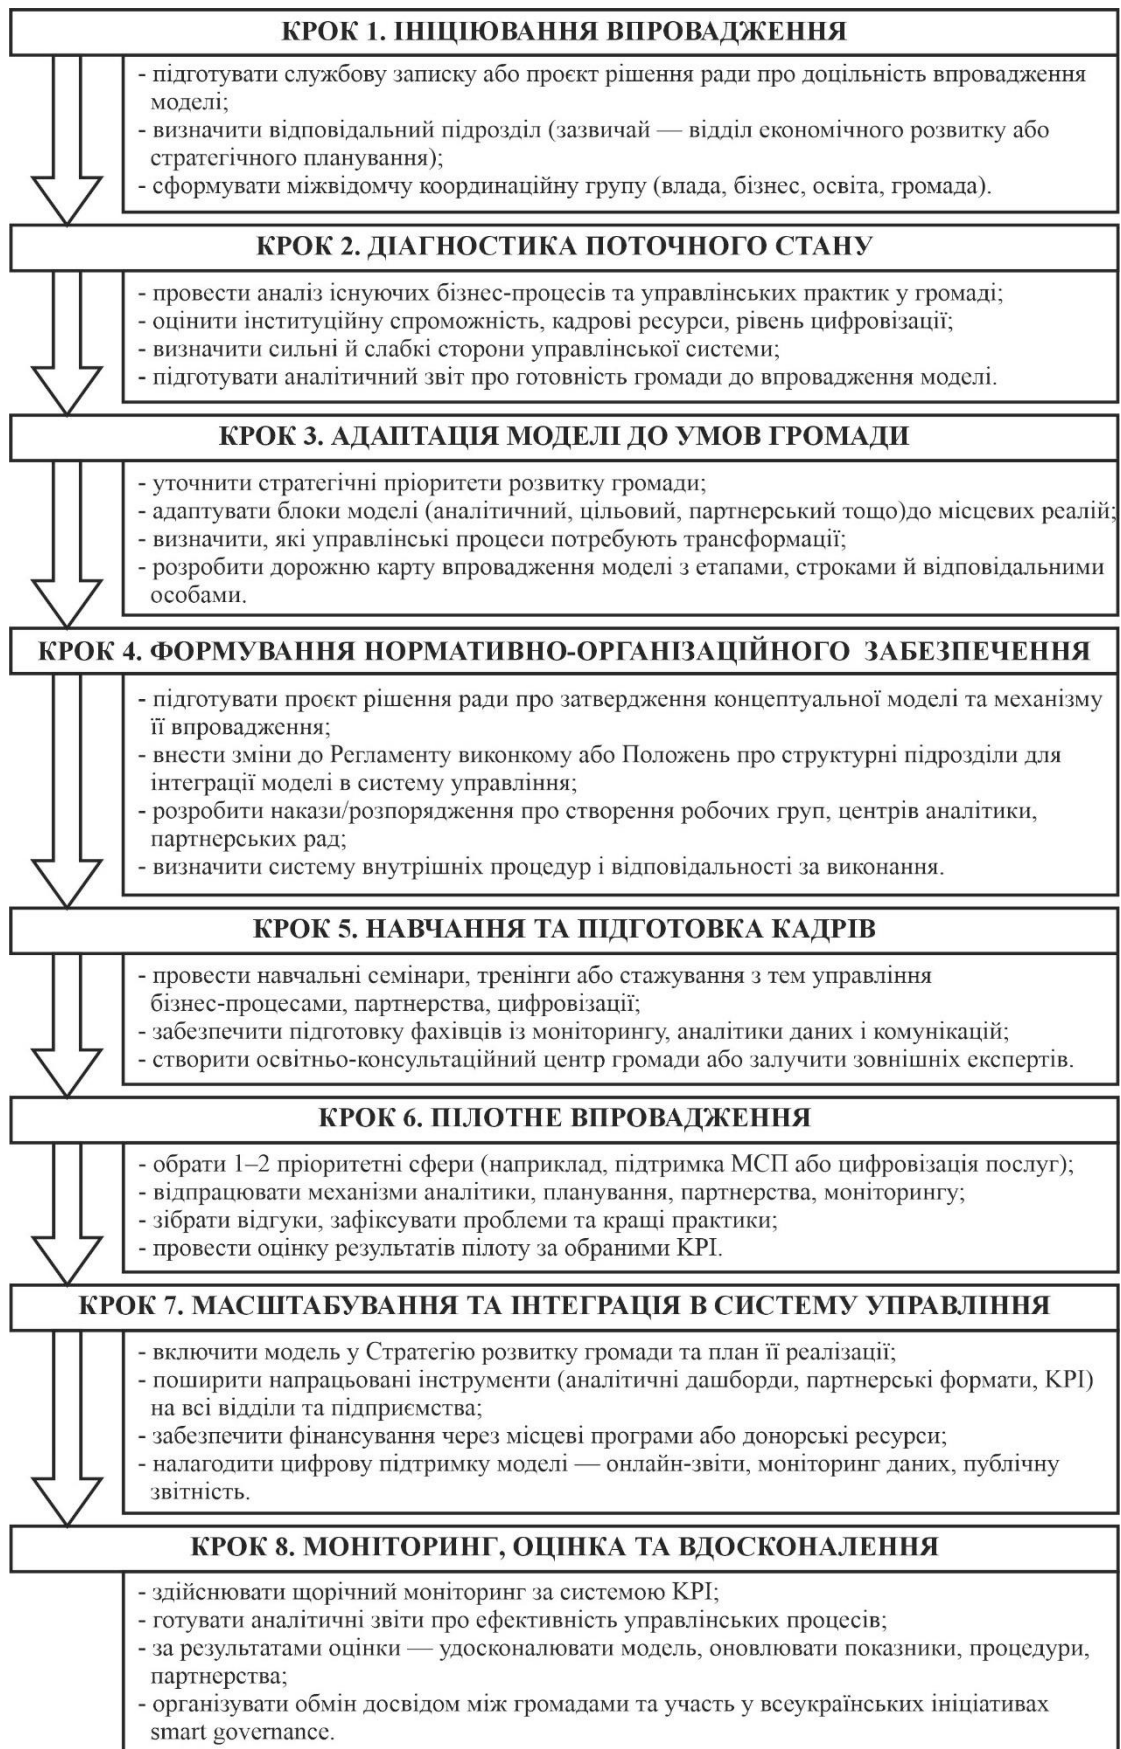 КРОК 1. ІНІЦІЮВАННЯ ВПРОВАДЖЕННЯ
- підготувати службову записку або проєкт рішення ради про доцільність впровадження
моделі;
- визначити відповідальний підрозділ (зазвичай — відділ економічного розвитку або
стратегічного планування);
- сформувати міжвідомчу координаційну групу (влада, бізнес, освіта, громада).
КРОК 2. ДІАГНОСТИКА ПОТОЧНОГО СТАНУ
- провести аналіз існуючих бізнес-процесів та управлінських практик у громаді;
- оцінити інституційну спроможність, кадрові ресурси, рівень цифровізації;
- визначити сильні й слабкі сторони управлінської системи;
- підготувати аналітичний звіт про готовність громади до впровадження моделі.
КРОК 3. АДАПТАЦІЯ МОДЕЛІ ДО УМОВ ГРОМАДИ
- уточнити стратегічні пріоритети розвитку громади;
- адаптувати блоки моделі (аналітичний, цільовий, партнерський тощо)до місцевих реалій;
- визначити, які управлінські процеси потребують трансформації;
- розробити дорожню карту впровадження моделі з етапами, строками й відповідальними
особами.
КРОК 4. ФОРМУВАННЯ НОРМАТИВНО-ОРГАНІЗАЦІЙНОГО ЗАБЕЗПЕЧЕННЯ
- підготувати проєкт рішення ради про затвердження концептуальної моделі та механізму
її впровадження;
- внести зміни до Регламенту виконкому або Положень про структурні підрозділи для
інтеграції моделі в систему управління;
- розробити накази/розпорядження про створення робочих груп, центрів аналітики,
партнерських рад;
- визначити систему внутрішніх процедур і відповідальності за виконання.
КРОК 5. НАВЧАННЯ ТА ПІДГОТОВКА КАДРІВ
- провести навчальні семінари, тренінги або стажування з тем управління
бізнес-процесами, партнерства, цифровізації;
- забезпечити підготовку фахівців із моніторингу, аналітики даних і комунікацій;
- створити освітньо-консультаційний центр громади або залучити зовнішніх експертів.
КРОК 6. ПІЛОТНЕ ВПРОВАДЖЕННЯ
- обрати 1–2 пріоритетні сфери (наприклад, підтримка МСП або цифровізація послуг);
- відпрацювати механізми аналітики, планування, партнерства, моніторингу;
- зібрати відгуки, зафіксувати проблеми та кращі практики;
- провести оцінку результатів пілоту за обраними KPI.
КРОК 7. МАСШТАБУВАННЯ ТА ІНТЕГРАЦІЯ В СИСТЕМУ УПРАВЛІННЯ
- включити модель у Стратегію розвитку громади та план її реалізації;
- поширити напрацьовані інструменти (аналітичні дашборди, партнерські формати, KPI)
на всі відділи та підприємства;
- забезпечити фінансування через місцеві програми або донорські ресурси;
- налагодити цифрову підтримку моделі — онлайн-звіти, моніторинг даних, публічну
звітність.
КРОК 8. МОНІТОРИНГ, ОЦІНКА ТА ВДОСКОНАЛЕННЯ
- здійснювати щорічний моніторинг за системою KPI;
- готувати аналітичні звіти про ефективність управлінських процесів;
- за результатами оцінки — удосконалювати модель, оновлювати показники, процедури,
партнерства;
- організувати обмін досвідом між громадами та участь у всеукраїнських ініціативах
smart governance.